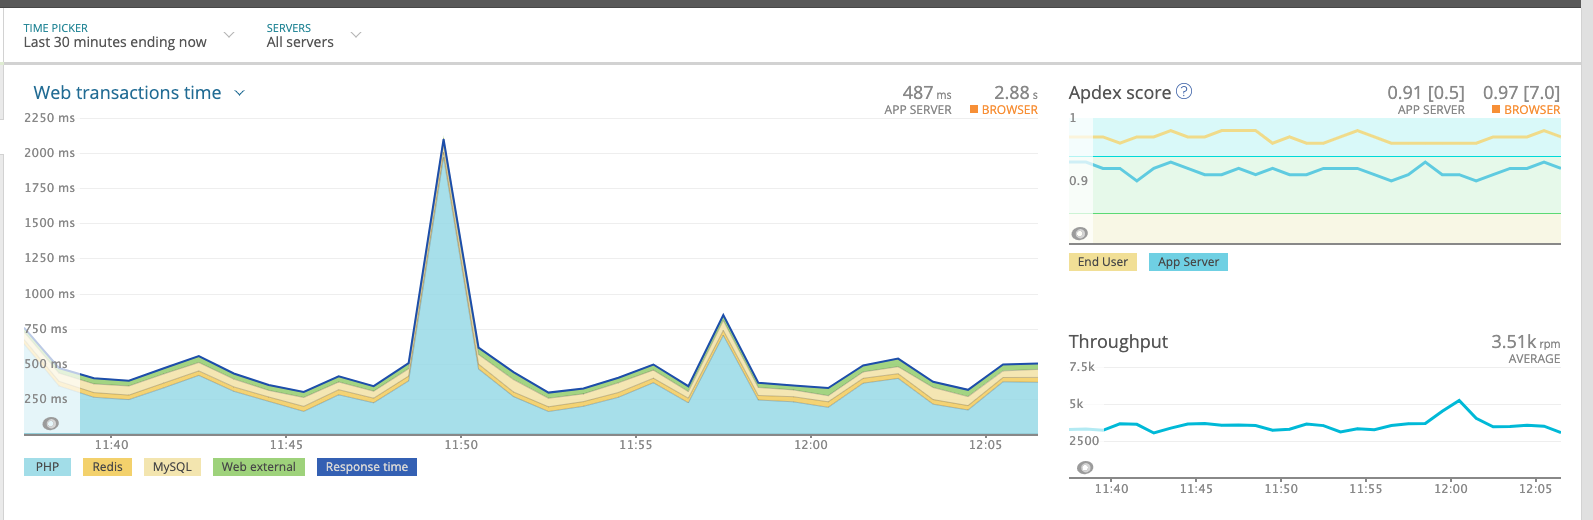 TIME PICKER
Last 30 minutes ending now
SERVERS
All servers
Web transactions time
487 ms
APP SERVER
2.88 s
BROWSER
2250 ms
2000 ms
1750 ms
1500 ms
1250 ms
1000 ms
750 ms
500 ms
250 ms
11:40
11:45
11:50
11:55
12:00
12:05
PHP
Redis
MySQL
Web external
Response time
Apdex score ?
0.91 [0.5]
APP SERVER
0.97 [7.0]
BROWSER
1
0.9
End User
App Server
Throughput
3.51k rpm
AVERAGE
7.5k
5k
2500
11:40
11:45
11:50
11:55
12:00
12:05